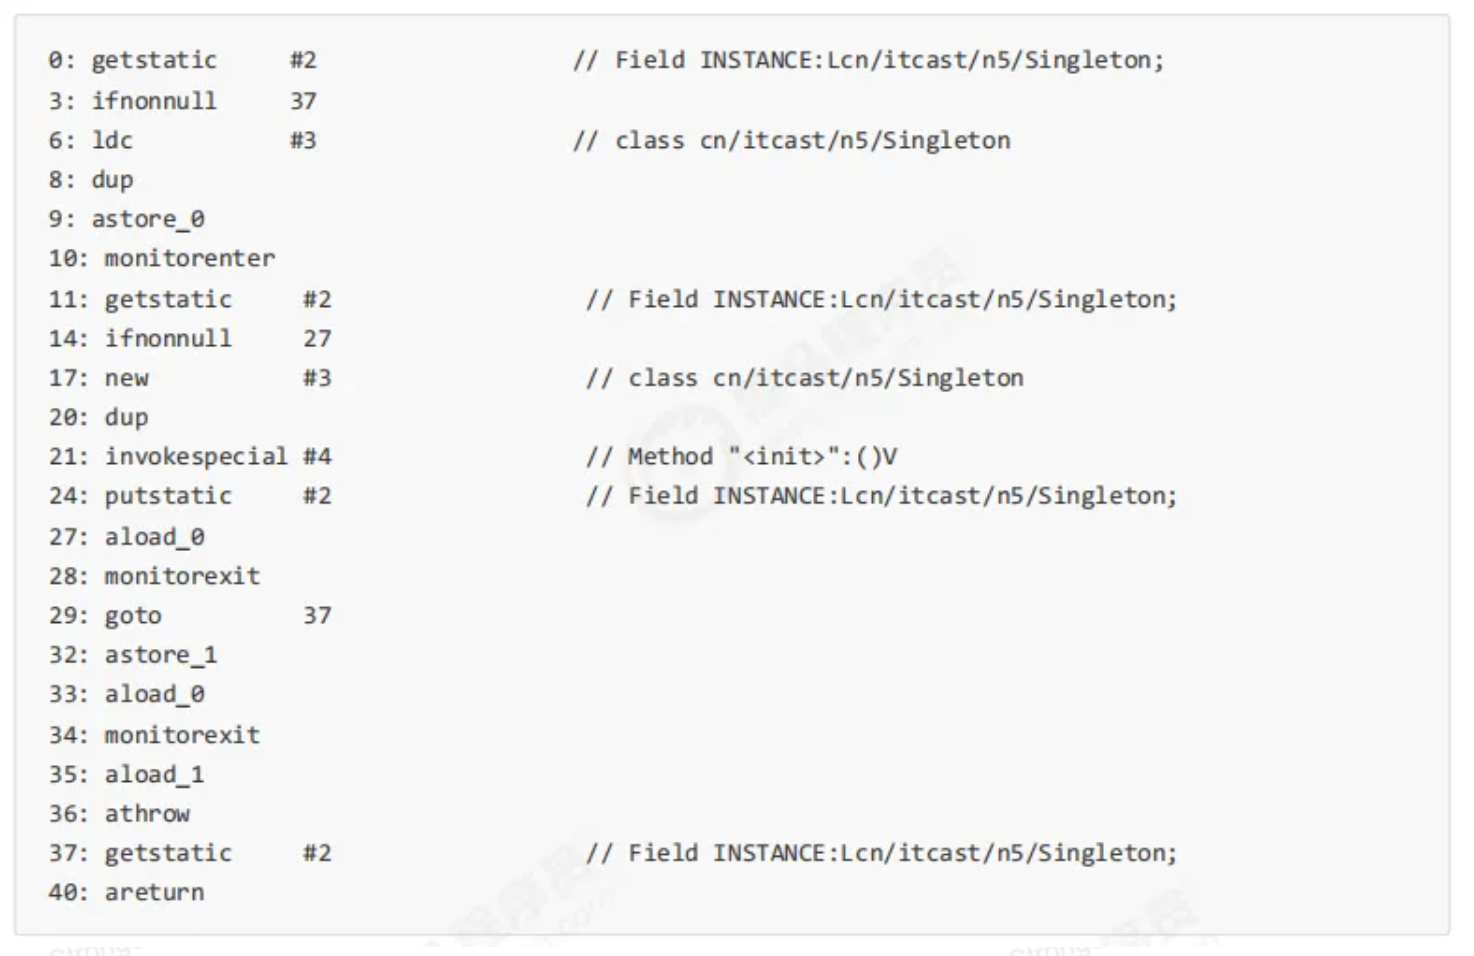 0: getstatic #2 // Field INSTANCE:Lcn/itcast/n5/Singleton;
3: ifnonnull 37
6: ldc #3 // class cn/itcast/n5/Singleton
8: dup
9: astore_0
10: monitorenter
11: getstatic #2 // Field INSTANCE:Lcn/itcast/n5/Singleton;
14: ifnonnull 27
17: new #3 // class cn/itcast/n5/Singleton
20: dup
21: invokespecial #4 // Method "<init>":()V
24: putstatic #2 // Field INSTANCE:Lcn/itcast/n5/Singleton;
27: aload_0
28: monitorexit
29: goto 37
32: astore_1
33: aload_0
34: monitorexit
35: aload_1
36: athrow
37: getstatic #2 // Field INSTANCE:Lcn/itcast/n5/Singleton;
40: areturn